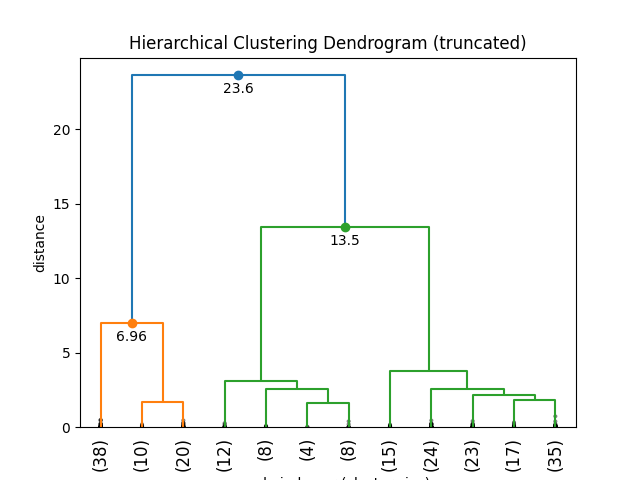 Hierarchical Clustering Dendrogram (truncated)
23.6
20
15
13.5
distance
10
6.96
5
0
(38) (10) (20) (12) (8) (4) (8) (15) (24) (23) (17) (35)